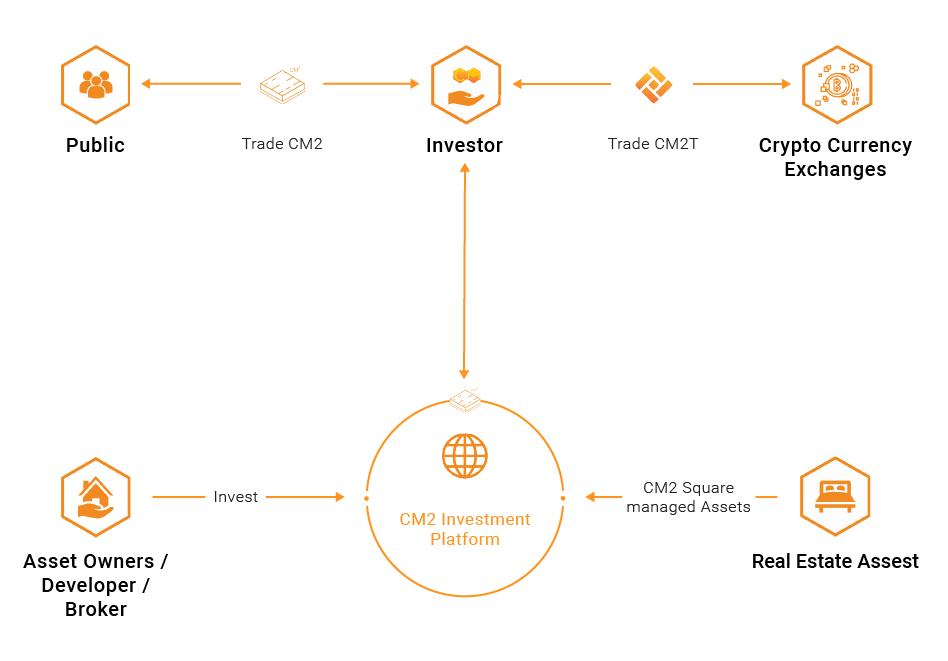 CM²
Public
Trade CM2
Investor
Trade CM2T
Crypto Currency
Exchanges
Invest
CM2 Square
managed Assets
CM2 Investment
Platform
Asset Owners /
Developer /
Broker
Real Estate Assest